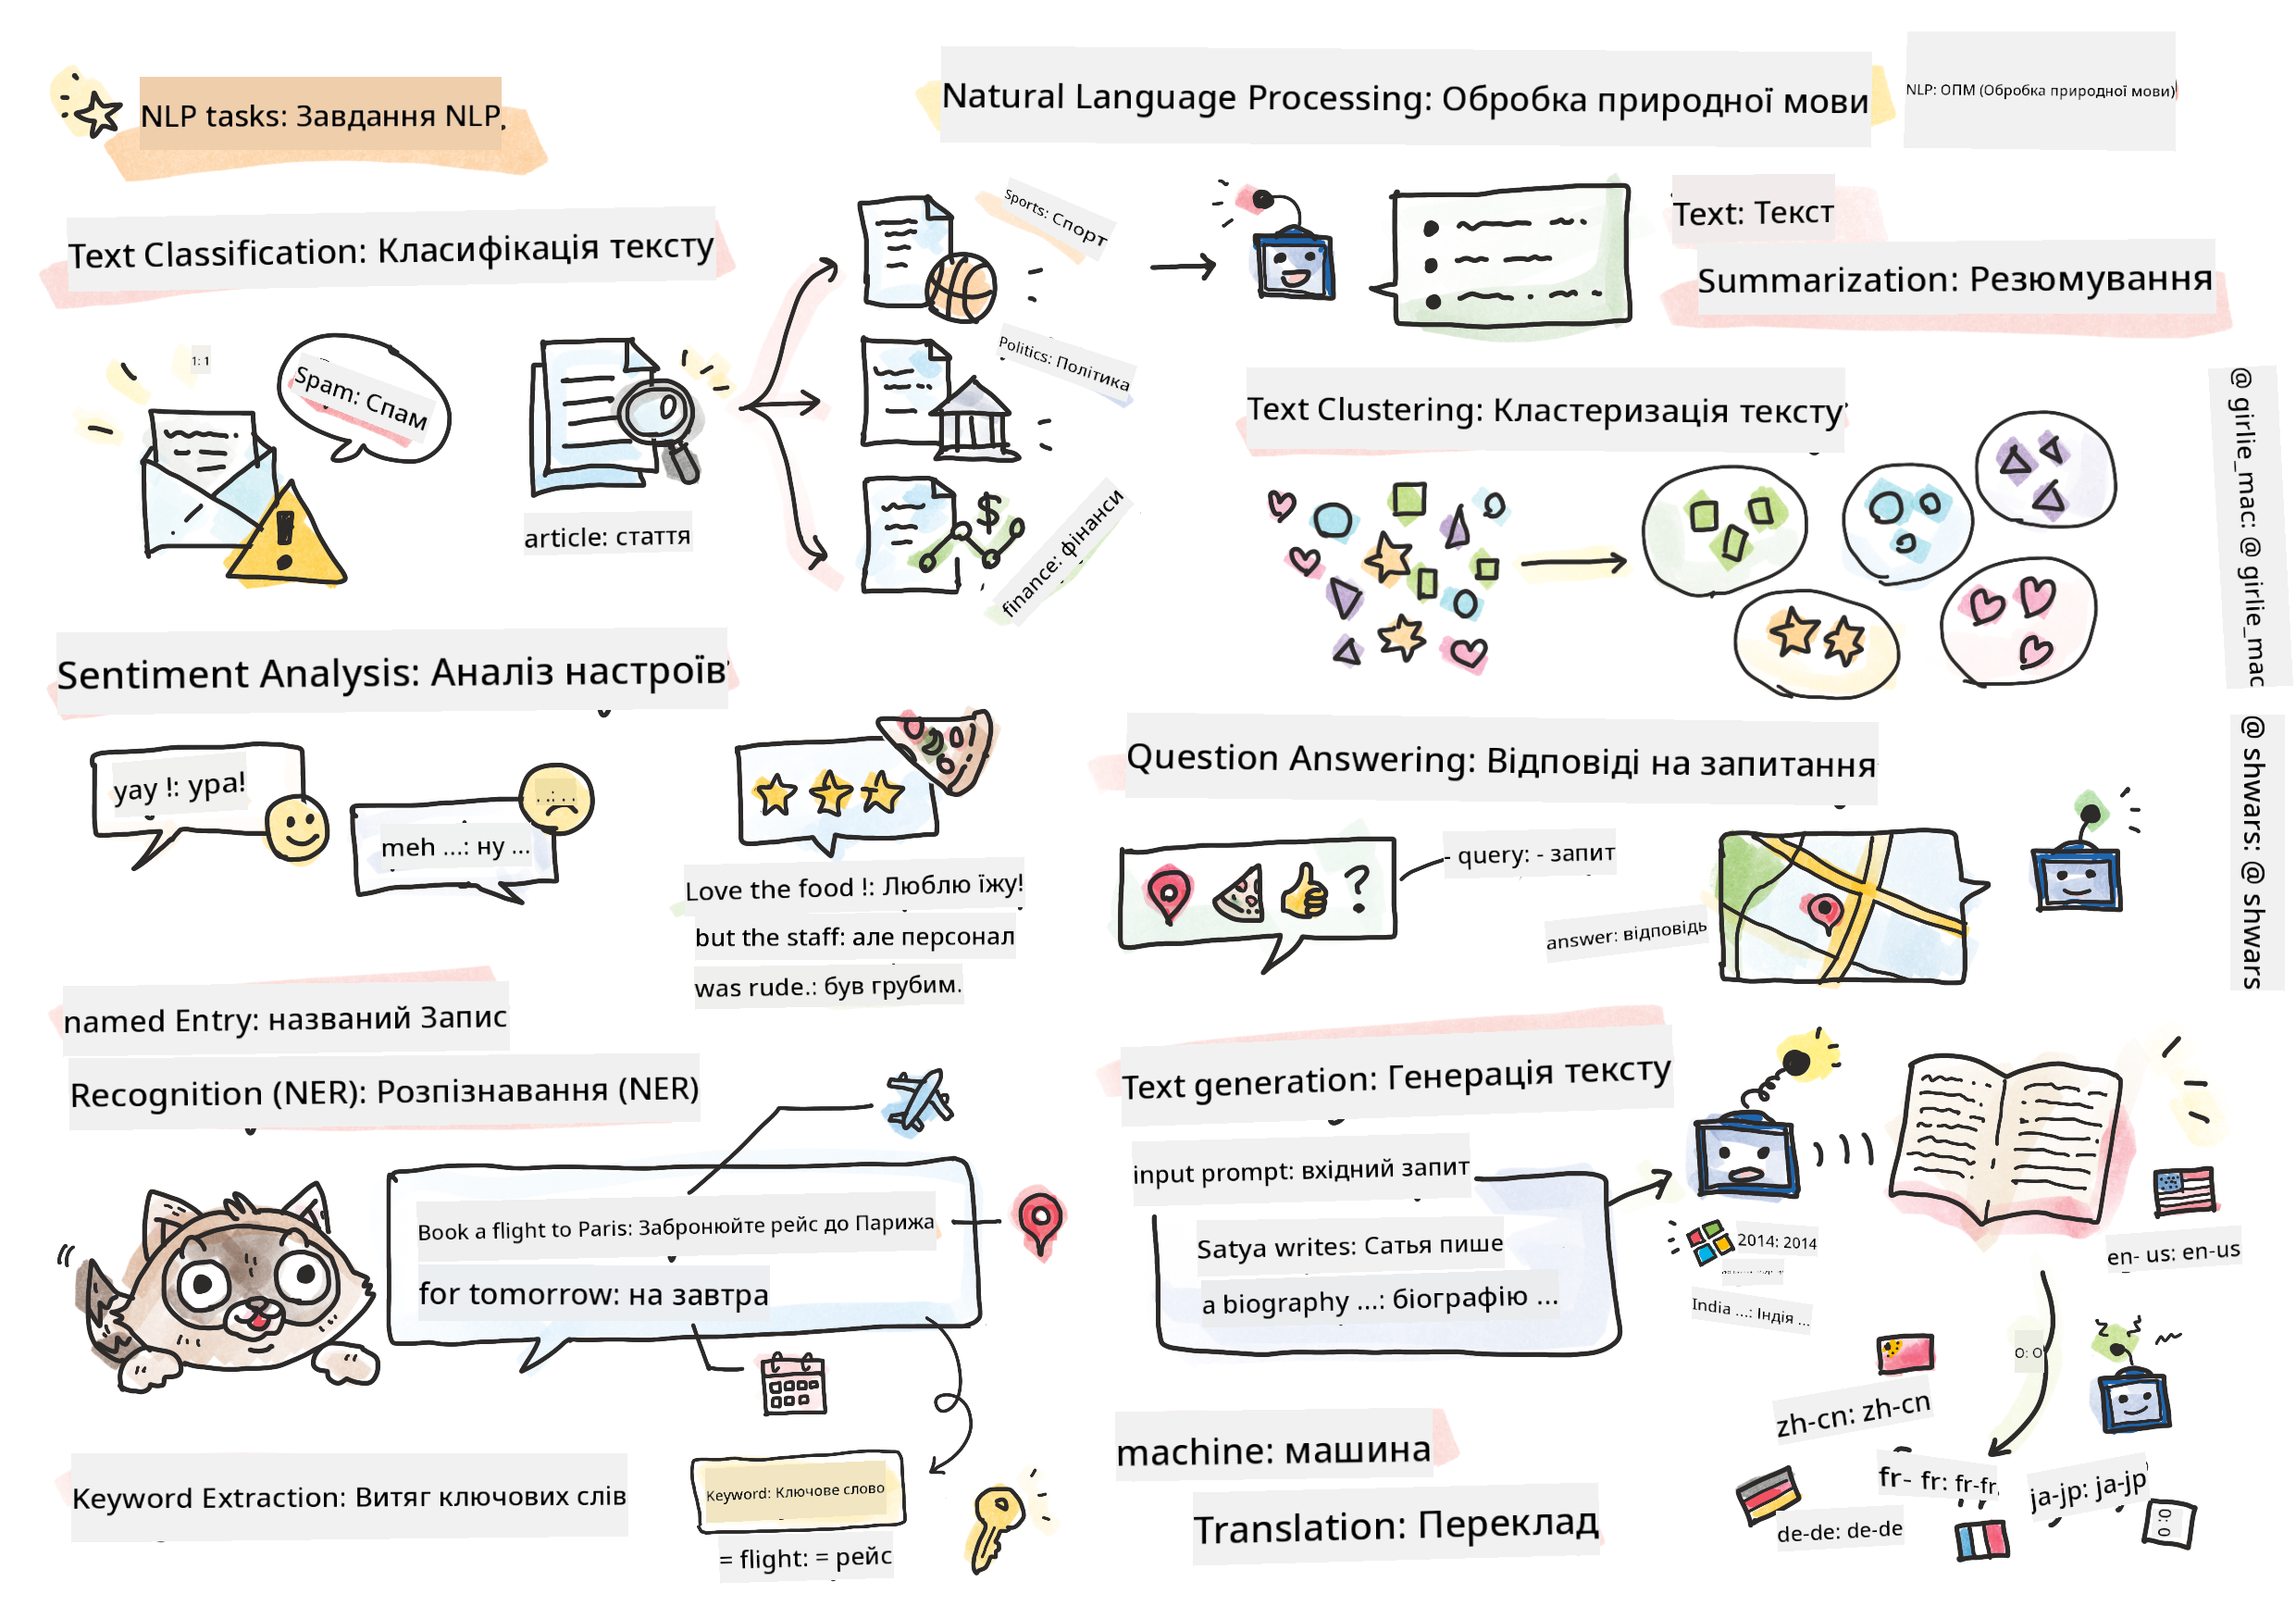 NLP tasks: Завдання NLP
Natural Language Processing: Обробка природної мови
NLP: ОПМ (Обробка природної мови)
Text Classification: Класифікація тексту
1: 1
Spam: Спам
article: стаття
Sports: Спорт
Politics: Політика
finance: фінанси
Text: Текст
Summarization: Резюмування
Text Clustering: Кластеризація тексту
@ girlie_mac: @ girlie_mac
@ shwars: @ shwars
Sentiment Analysis: Аналіз настроїв
yay !: ура!
meh ...: ну ...
Love the food !: Люблю їжу!
but the staff: але персонал
was rude.: був грубим.
Question Answering: Відповіді на запитання
- query: - запит
answer: відповідь
named Entry: названий Запис
Recognition (NER): Розпізнавання (NER)
Book a flight to Paris: Забронюйте рейс до Парижа
for tomorrow: на завтра
Keyword Extraction: Витяг ключових слів
Keyword: Ключове слово
= flight: = рейс
Text generation: Генерація тексту
input prompt: вхідний запит
Satya writes: Сатья пише
a biography ...: біографію ...
2014: 2014
India ...: Індія ...
en- us: en-us
O: O
zh-cn: zh-cn
fr- fr: fr-fr
ja-jp: ja-jp
de-de: de-de
0: 0
machine: машина
Translation: Переклад